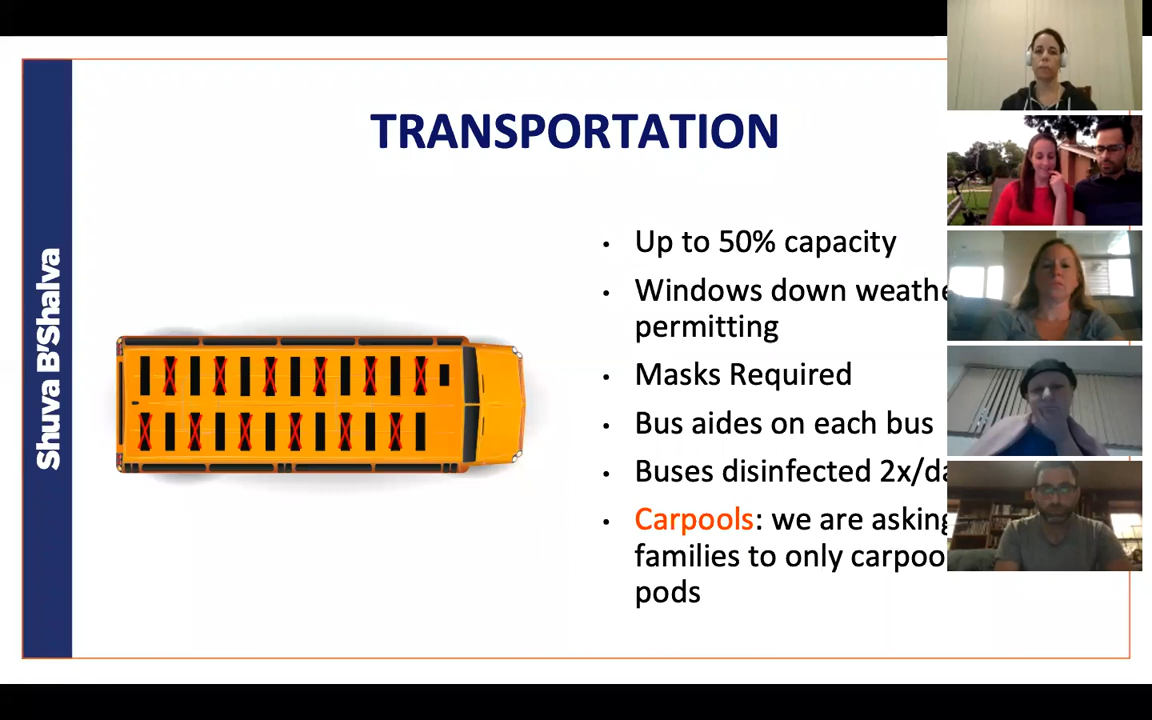 TRANSPORTATION
Shuva B'Shalva
• Up to 50% capacity
• Windows down weathe
permitting
• Masks Required
• Bus aides on each bus
• Buses disinfected 2x/da
• Carpools: we are asking
families to only carpoo
pods